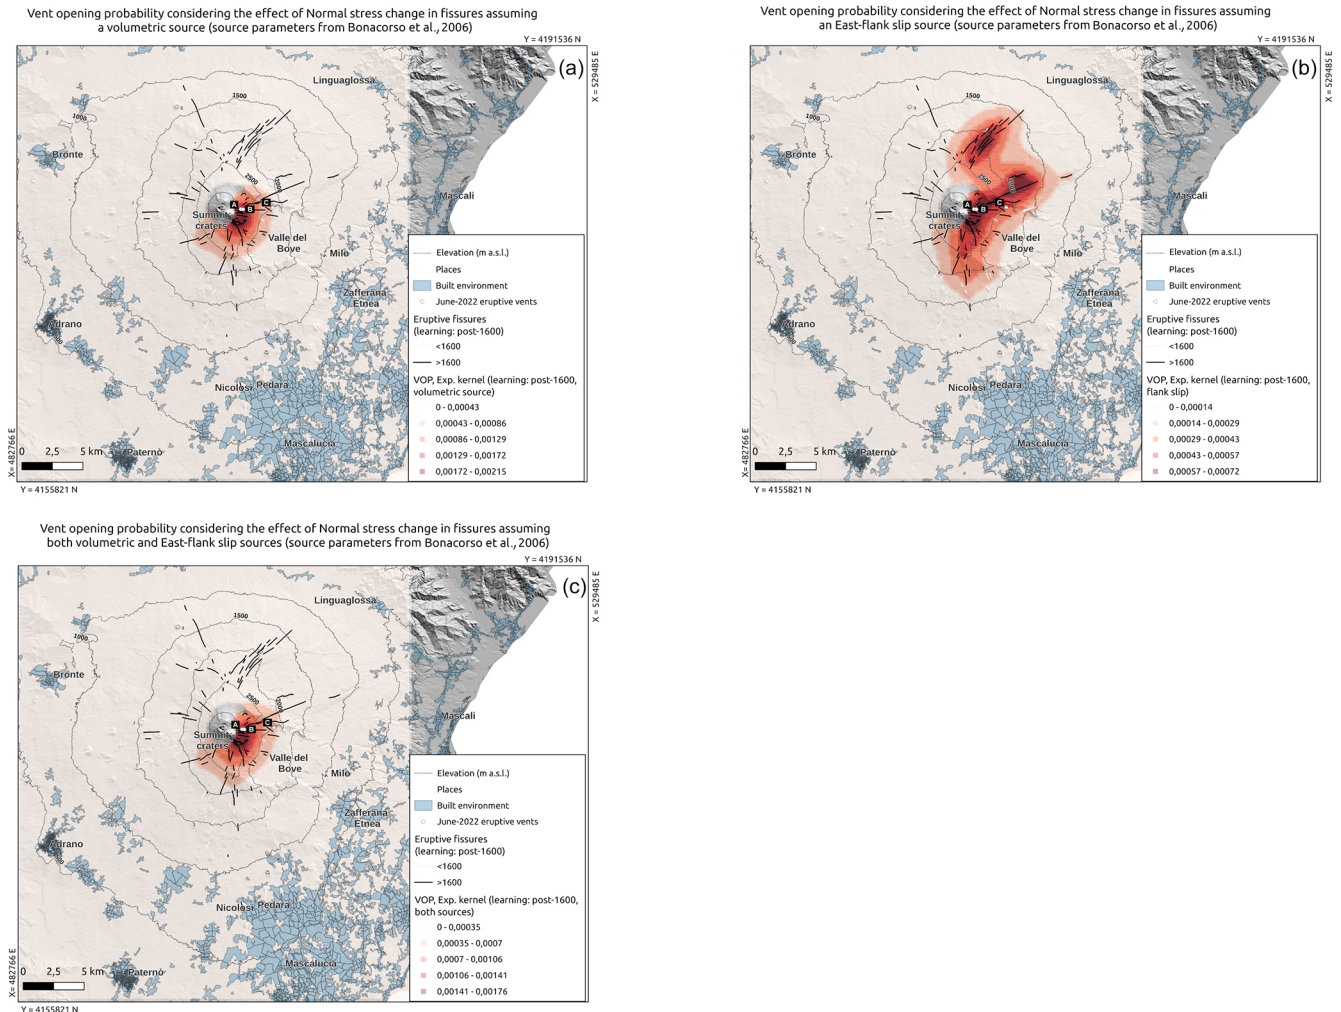 Vent opening probability considering the effect of Normal stress change in fissures assuming
a volumetric source (source parameters from Bonacorso et al., 2006)
Y = 4191536 N
(a)
X = 529485 E
Linguaglossa
1500
1000
Bronte
2500
2000
Mascali
A
B
C
Summit
craters
Valle del
Bove
Milo
Zafferana
Etnea
Adrano
Nicolosi
Pedara
Mascalucia
Paternò
0 2,5 5 km
X= 482766 E
Y = 4155821 N
Elevation (m a.s.l.)
Places
Built environment
June-2022 eruptive vents
Eruptive fissures
(learning: post-1600)
<1600
>1600
VOP, Exp. kernel (learning: post-1600,
volumetric source)
0 - 0,00043
0,00043 - 0,00086
0,00086 - 0,00129
0,00129 - 0,00172
0,00172 - 0,00215
Vent opening probability considering the effect of Normal stress change in fissures assuming
an East-flank slip source (source parameters from Bonacorso et al., 2006)
Y = 4191536 N
(b)
X = 529485 E
Linguaglossa
1500
1000
Bronte
2500
2000
Mascali
A
B
C
Summit
craters
Valle del
Bove
Milo
Zafferana
Etnea
Adrano
Nicolosi
Pedara
Mascalucia
Paternò
0 2,5 5 km
X= 482766 E
Y = 4155821 N
Elevation (m a.s.l.)
Places
Built environment
June-2022 eruptive vents
Eruptive fissures
(learning: post-1600)
<1600
>1600
VOP, Exp. kernel (learning: post-1600,
flank slip)
0 - 0,00014
0,00014 - 0,00029
0,00029 - 0,00043
0,00043 - 0,00057
0,00057 - 0,00072
Vent opening probability considering the effect of Normal stress change in fissures assuming
both volumetric and East-flank slip sources (source parameters from Bonacorso et al., 2006)
Y = 4191536 N
(c)
X = 529485 E
Linguaglossa
1500
1000
Bronte
2500
2000
Mascali
A
B
C
Summit
craters
Valle del
Bove
Milo
Zafferana
Etnea
Adrano
Nicolosi
Pedara
Mascalucia
Paternò
0 2,5 5 km
X= 482766 E
Y = 4155821 N
Elevation (m a.s.l.)
Places
Built environment
June-2022 eruptive vents
Eruptive fissures
(learning: post-1600)
<1600
>1600
VOP, Exp. kernel (learning: post-1600,
both sources)
0 - 0,00035
0,00035 - 0,0007
0,0007 - 0,00106
0,00106 - 0,00141
0,00141 - 0,00176